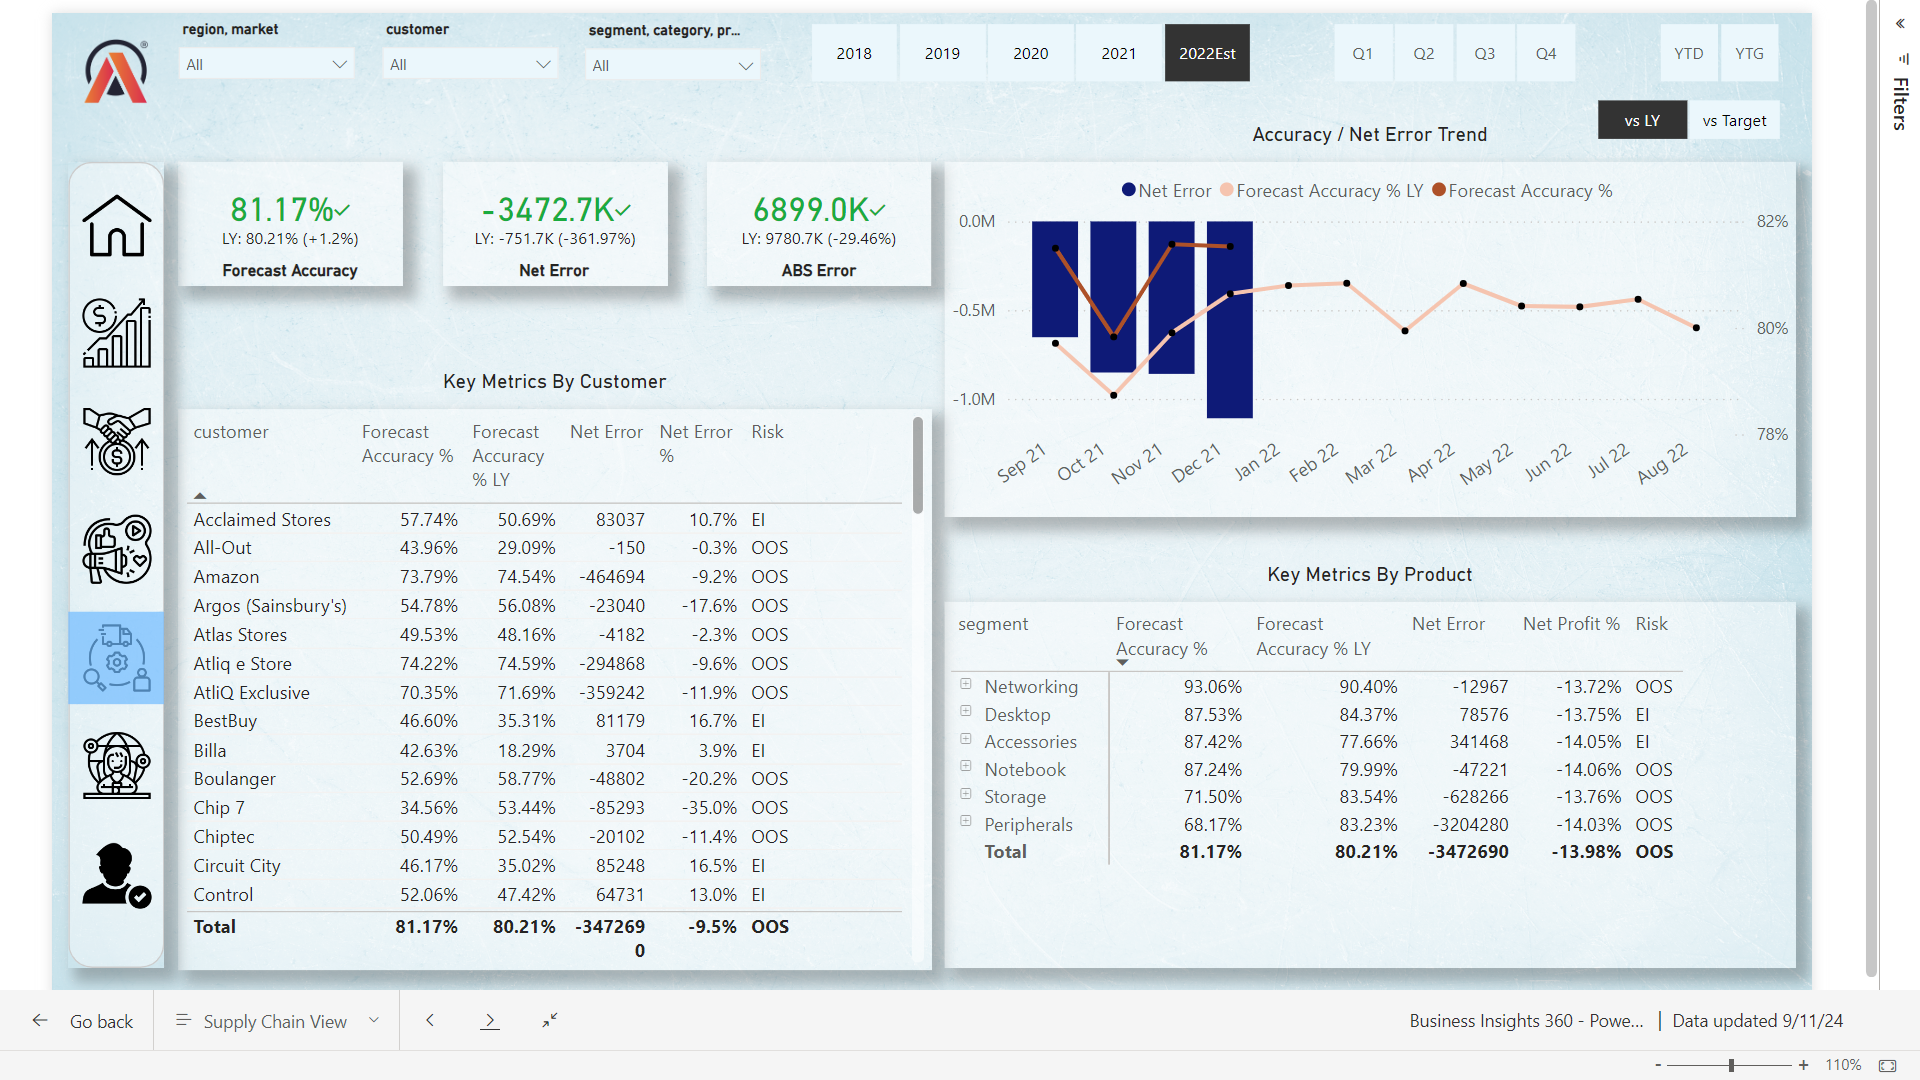 region, market
customer
segment, category, pr...
All
All
All
2018
2019
2020
2021
2022Est
Q1
Q2
Q3
Q4
YTD
YTG
Filters
vs LY
vs Target
81.17%
LY: 80.21% (+1.2%)
Forecast Accuracy
-3472.7K
LY: -751.7K (-361.97%)
Net Error
6899.0K
LY: 9780.7K (-29.46%)
ABS Error
Accuracy / Net Error Trend
Net Error Forecast Accuracy % LY Forecast Accuracy %
0.0M
-0.5M
-1.0M
82%
80%
78%
Sep 21
Oct 21
Nov 21
Dec 21
Jan 22
Feb 22
Mar 22
Apr 22
May 22
Jun 22
Jul 22
Aug 22
Key Metrics By Customer
customer Forecast Accuracy % Forecast Accuracy % LY Net Error Net Error % Risk
Acclaimed Stores 57.74% 50.69% 83037 10.7% EI
All-Out 43.96% 29.09% -150 -0.3% OOS
Amazon 73.79% 74.54% -464694 -9.2% OOS
Argos (Sainsbury's) 54.78% 56.08% -23040 -17.6% OOS
Atlas Stores 49.53% 48.16% -4182 -2.3% OOS
Atliq e Store 74.22% 74.59% -294868 -9.6% OOS
AtliQ Exclusive 70.35% 71.69% -359242 -11.9% OOS
BestBuy 46.60% 35.31% 81179 16.7% EI
Billa 42.63% 18.29% 3704 3.9% EI
Boulanger 52.69% 58.77% -48802 -20.2% OOS
Chip 7 34.56% 53.44% -85293 -35.0% OOS
Chiptec 50.49% 52.54% -20102 -11.4% OOS
Circuit City 46.17% 35.02% 85248 16.5% EI
Control 52.06% 47.42% 64731 13.0% EI
Total 81.17% 80.21% -347269 -9.5% OOS
0
Key Metrics By Product
segment Forecast Accuracy % Forecast Accuracy % LY Net Error Net Profit % Risk
Networking 93.06% 90.40% -12967 -13.72% OOS
Desktop 87.53% 84.37% 78576 -13.75% EI
Accessories 87.42% 77.66% 341468 -14.05% EI
Notebook 87.24% 79.99% -47221 -14.06% OOS
Storage 71.50% 83.54% -628266 -13.76% OOS
Peripherals 68.17% 83.23% -3204280 -14.03% OOS
Total 81.17% 80.21% -3472690 -13.98% OOS
Go back
Supply Chain View
Business Insights 360 - Powe... | Data updated 9/11/24
- + 110%